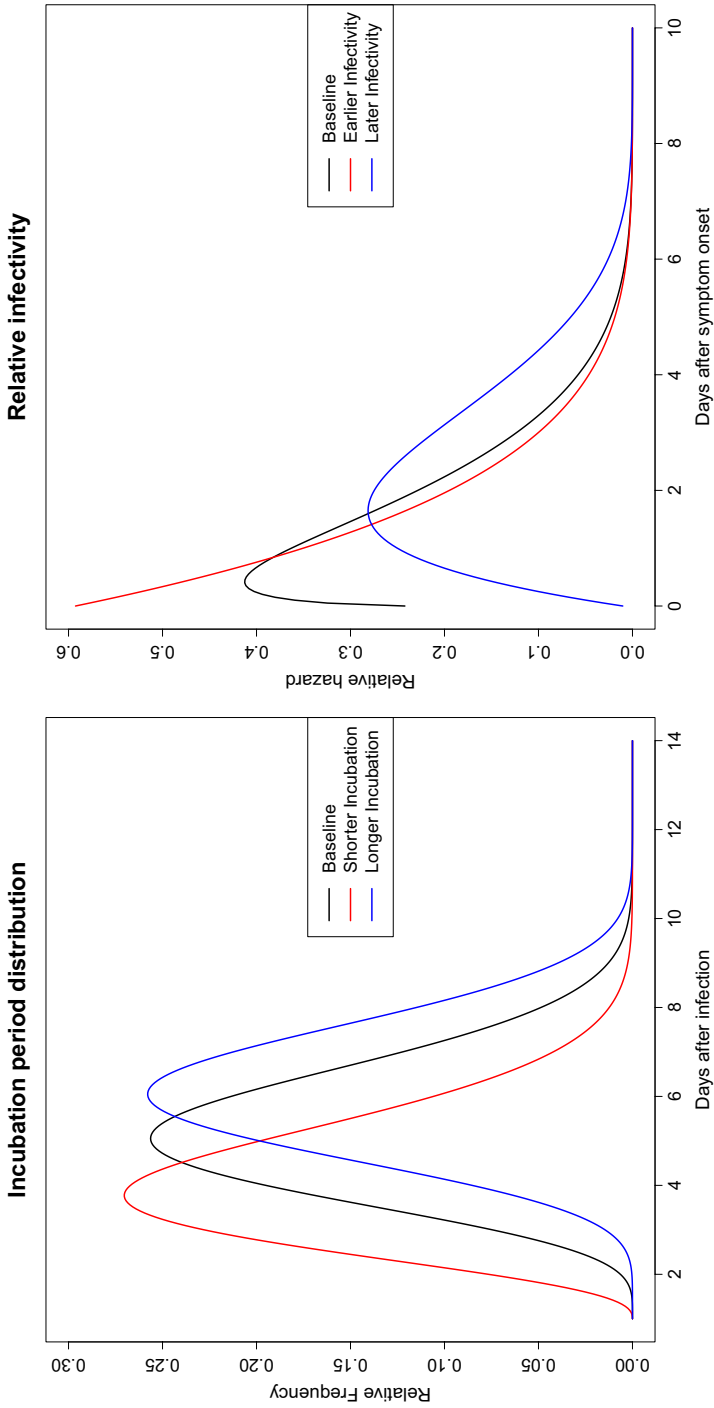 Incubation period distribution
Relative Frequency
0.30
0.25
0.20
0.15
0.10
0.05
0.00
2
4
6
8
10
12
14
Days after infection
Baseline
Shorter Incubation
Longer Incubation
Relative infectivity
Relative hazard
0.6
0.5
0.4
0.3
0.2
0.1
0.0
0
2
4
6
8
10
Days after symptom onset
Baseline
Earlier Infectivity
Later Infectivity